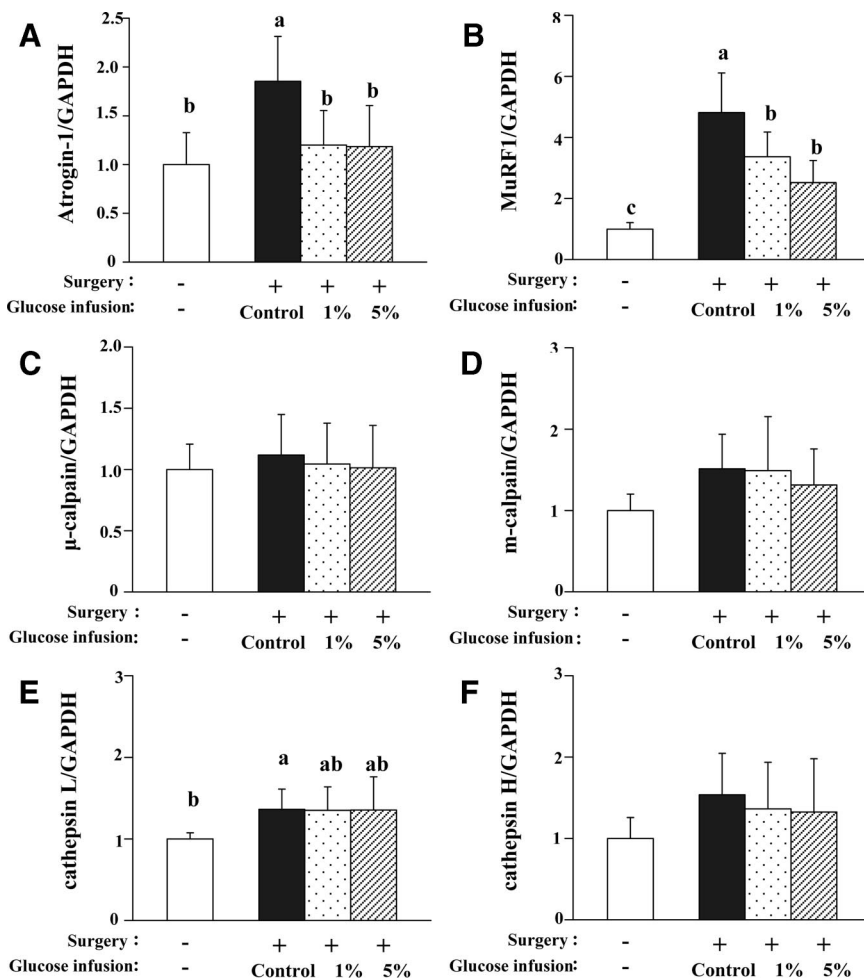 A
Atrogin-1/GAPDH
2.5
2.0
1.5
1.0
0.5
0
b
a
b
b
Surgery : - + + +
Glucose infusion: - Control 1% 5%
B
MuRF1/GAPDH
8
6
4
2
0
c
a
b
b
Surgery : - + + +
Glucose infusion: - Control 1% 5%
C
μ-calpain/GAPDH
2.0
1.5
1.0
0.5
0
Surgery : - + + +
Glucose infusion: - Control 1% 5%
D
m-calpain/GAPDH
3
2
1
0
Surgery : - + + +
Glucose infusion: - Control 1% 5%
E
cathepsin L/GAPDH
3
2
1
0
b
a
ab
ab
Surgery : - + + +
Glucose infusion: - Control 1% 5%
F
cathepsin H/GAPDH
3
2
1
0
Surgery : - + + +
Glucose infusion: - Control 1% 5%